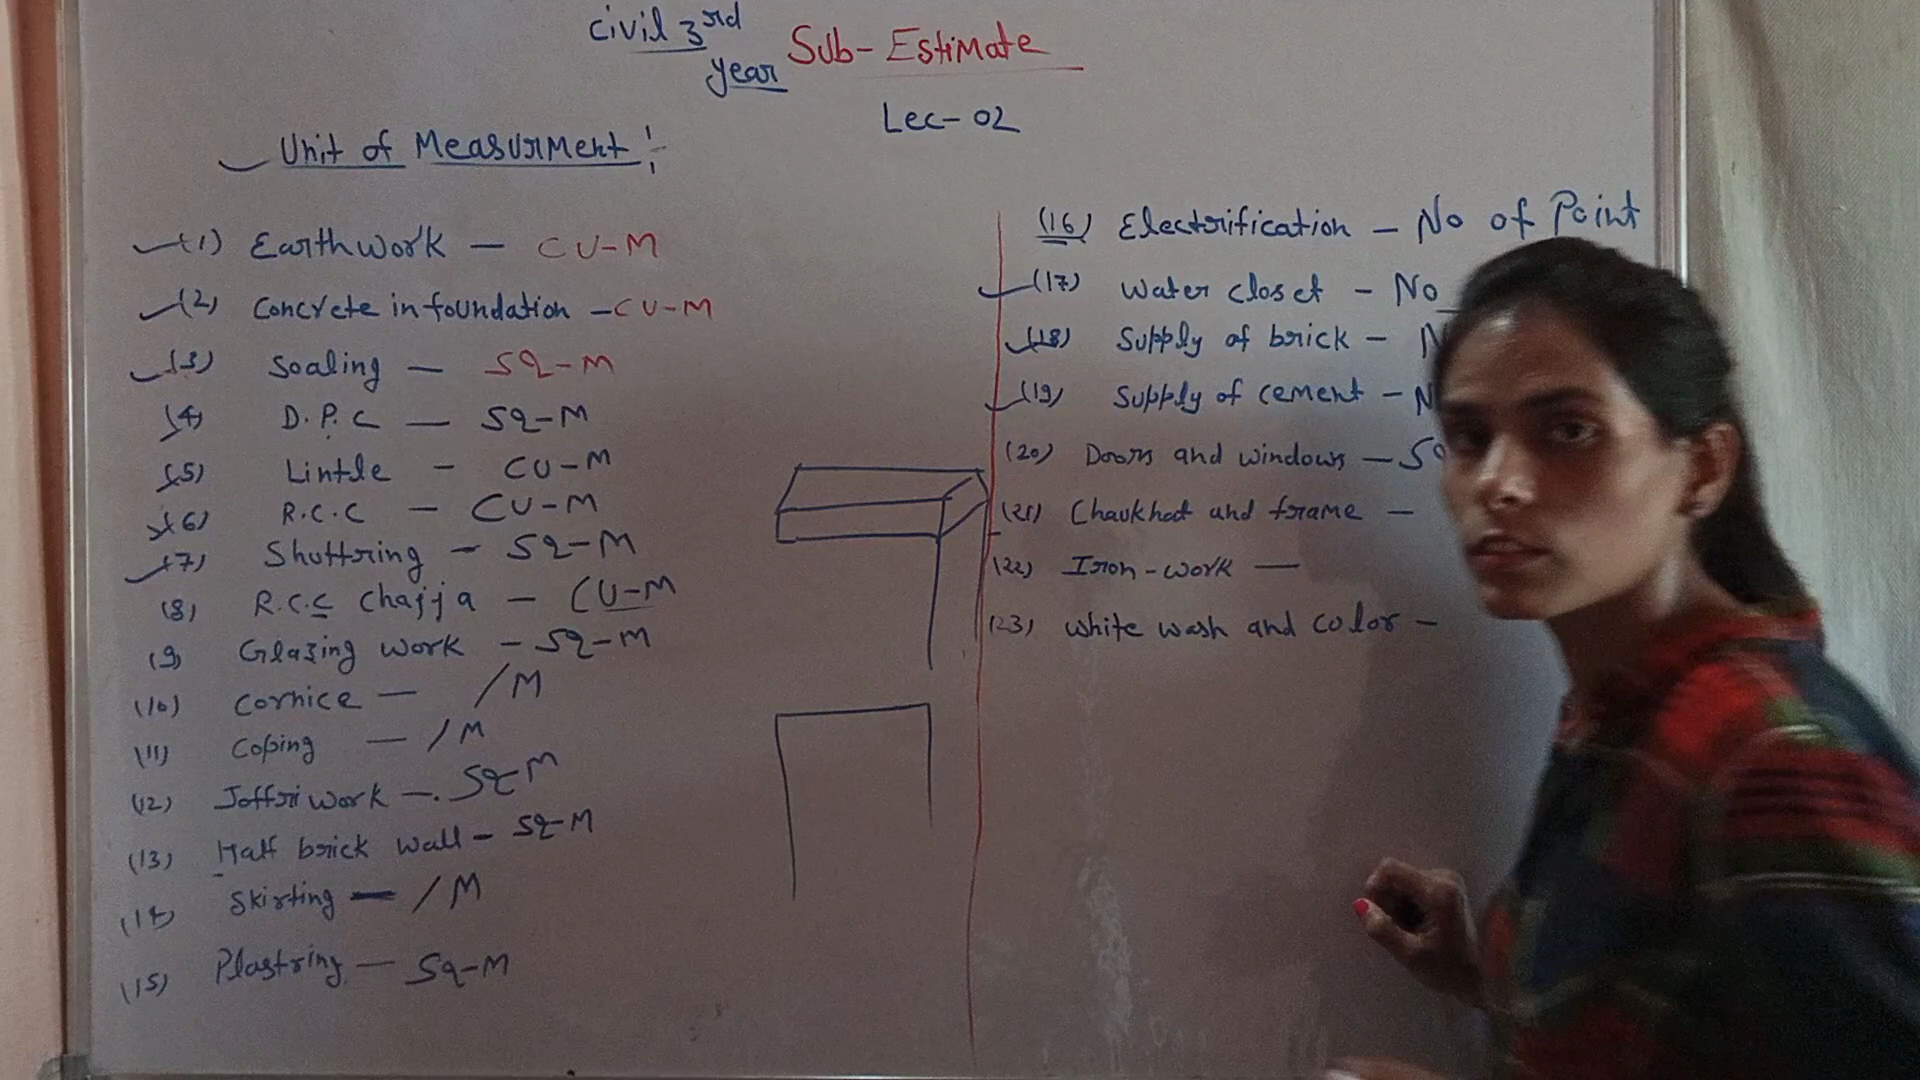 Civil 3rd
year
Sub-Estimate
Lec-02
Unit of Measurment :
(1) Earthwork - CU-M
(2) Concrete in foundation - CU-M
(3) Soaling - SQ-M
(4) D.P.C - SQ-M
(5) Lintle - CU-M
(6) R.C.C - CU-M
(7) Shuttring - SQ-M
(8) R.C.C Chajja - CU-M
(9) Glazing work - SQ-M
(10) Cornice - /M
(11) Coping - /M
(12) Joffri work - SQ M
(13) Half brick wall - SQ-M
(14) Skirting - /M
(15) Plastring - SQ-M
(16) Electrification - No of Point
(17) Water closet - No
(18) Supply of brick -
(19) Supply of cement -
(20) Doors and windows -
(21) Chaukhat and frame -
(22) Iron-work -
(23) White wash and color -